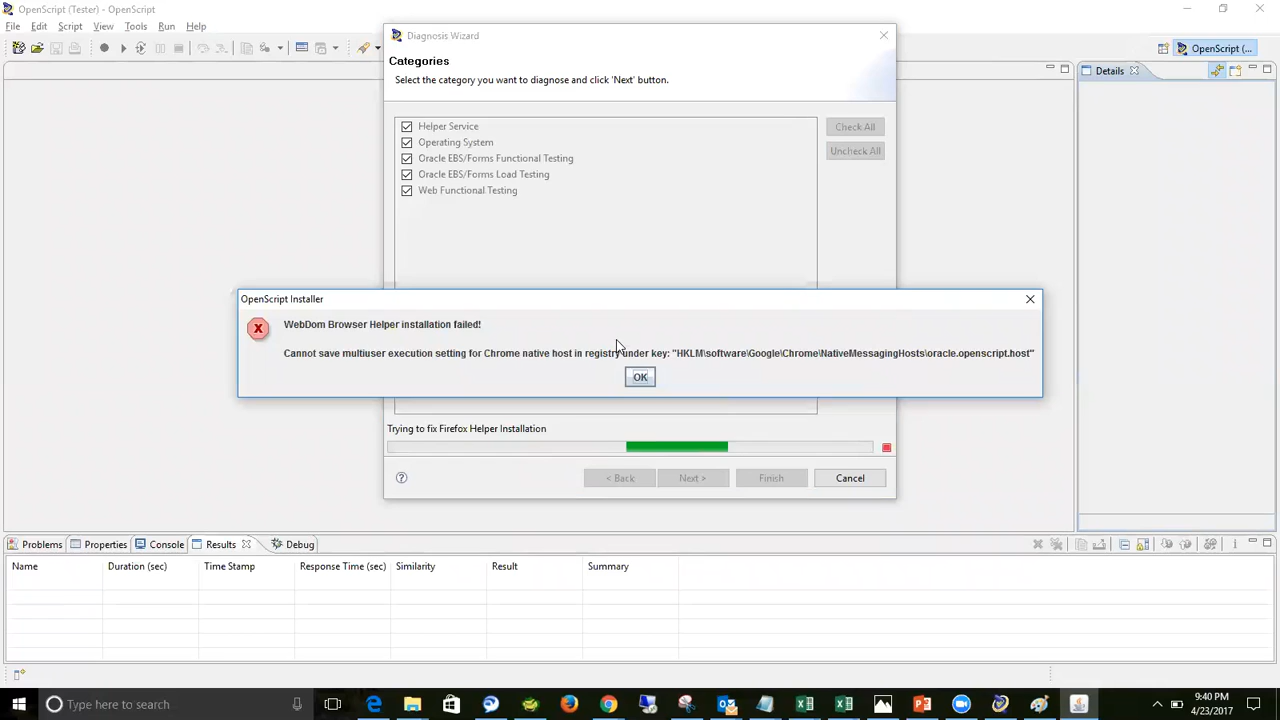 OpenScript (Tester) - OpenScript
File Edit Script View Tools Run Help
OpenScript (...
Diagnosis Wizard
Categories
Select the category you want to diagnose and click 'Next' button.
Details
Helper Service
Operating System
Oracle EBS/Forms Functional Testing
Oracle EBS/Forms Load Testing
Web Functional Testing
Check All
Uncheck All
OpenScript Installer
WebDom Browser Helper installation failed!
Cannot save multiuser execution setting for Chrome native host in registry under key: "HKLM\software\Google\Chrome\NativeMessagingHosts\oracle.openscript.host"
OK
Trying to fix Firefox Helper Installation
< Back Next > Finish Cancel
Problems Properties Console Results Debug
Name Duration (sec) Time Stamp Response Time (sec) Similarity Result Summary
Type here to search
9:40 PM
4/23/2017